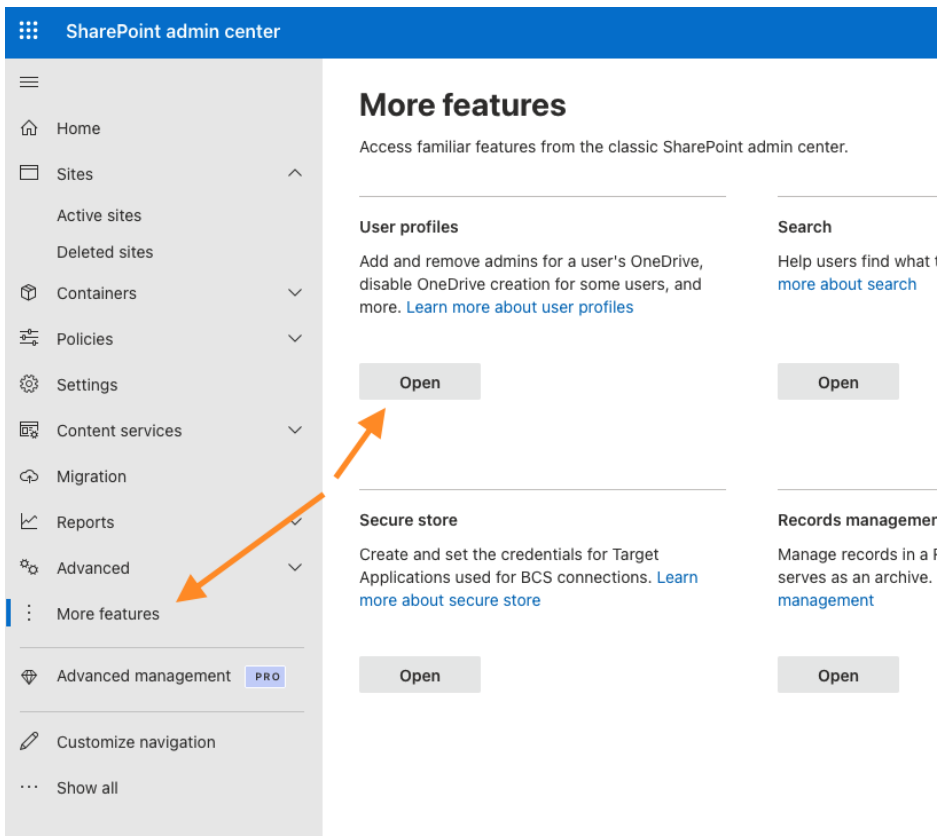 SharePoint admin center
Home
Sites
Active sites
Deleted sites
Containers
Policies
Settings
Content services
Migration
Reports
Advanced
More features
Advanced management PRO
Customize navigation
Show all
More features
Access familiar features from the classic SharePoint admin center.
User profiles
Add and remove admins for a user's OneDrive,
disable OneDrive creation for some users, and
more. Learn more about user profiles
Open
Search
Help users find what
more about search
Open
Secure store
Create and set the credentials for Target
Applications used for BCS connections. Learn
more about secure store
Open
Records
Manage records in a
serves as an archive.
management
Open